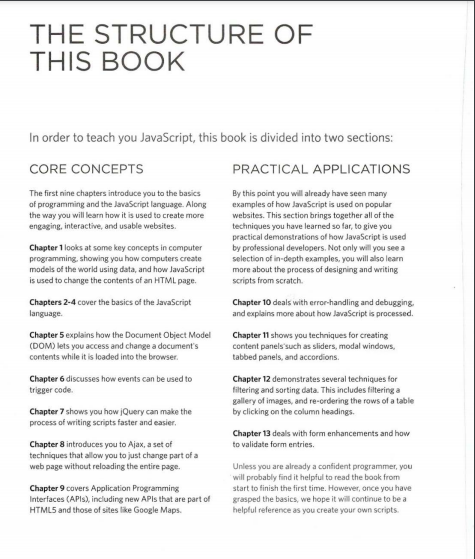 THE STRUCTURE OF
THIS BOOK
In order to teach you JavaScript, this book is divided into two sections:
CORE CONCEPTS
The first nine chapters introduce you to the basics
of programming and the JavaScript language. Along
the way you will learn how it is used to create more
engaging, interactive, and usable websites.
Chapter 1 looks at some key concepts in computer
programming, showing you how computers create
models of the world using data, and how JavaScript
is used to change the contents of an HTML page.
Chapters 2-4 cover the basics of the JavaScript
language.
Chapter 5 explains how the Document Object Model
(DOM) lets you access and change a document's
contents while it is loaded into the browser.
Chapter 6 discusses how events can be used to
trigger code.
Chapter 7 shows you how jQuery can make the
process of writing scripts faster and easier.
Chapter 8 introduces you to Ajax, a set of
techniques that allow you to just change part of a
web page without reloading the entire page.
Chapter 9 covers Application Programming
Interfaces (APIs), including new APIs that are part of
HTML5 and those of sites like Google Maps.
PRACTICAL APPLICATIONS
By this point you will already have seen many
examples of how JavaScript is used on popular
websites. This section brings together all of the
techniques you have learned so far, to give you
practical demonstrations of how JavaScript is used
by professional developers. Not only will you see a
selection of in-depth examples, you will also learn
more about the process of designing and writing
scripts from scratch.
Chapter 10 deals with error-handling and debugging,
and explains more about how JavaScript is processed.
Chapter 11 shows you techniques for creating
content panels such as sliders, modal windows,
tabbed panels, and accordions.
Chapter 12 demonstrates several techniques for
filtering and sorting data. This includes filtering a
gallery of images, and re-ordering the rows of a table
by clicking on the column headings.
Chapter 13 deals with form enhancements and how
to validate form entries.
Unless you are already a confident programmer, you
will probably find it helpful to read the book from
start to finish the first time. However, once you have
grasped the basics, we hope it will continue to be a
helpful reference as you create your own scripts.